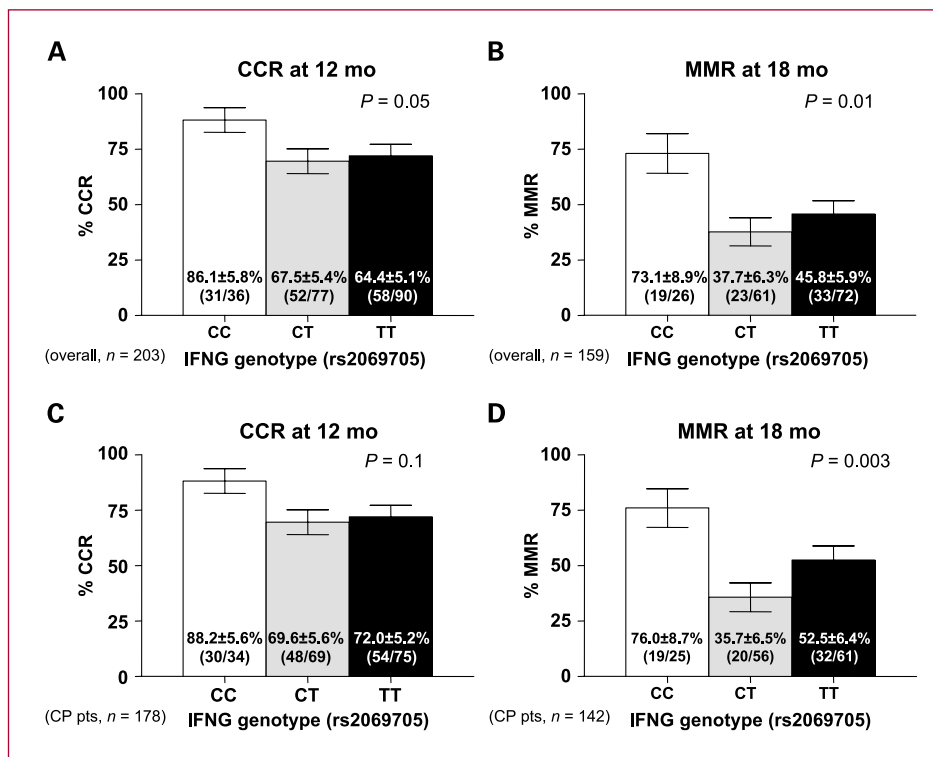 A
CCR at 12 mo
P = 0.05
% CCR
100
75
50
25
0
86.1±5.8%
(31/36)
67.5±5.4%
(52/77)
64.4±5.1%
(58/90)
CC CT TT
(overall, n = 203) IFNG genotype (rs2069705)
B
MMR at 18 mo
P = 0.01
% MMR
100
75
50
25
0
73.1±8.9%
(19/26)
37.7±6.3%
(23/61)
45.8±5.9%
(33/72)
CC CT TT
(overall, n = 159) IFNG genotype (rs2069705)
C
CCR at 12 mo
P = 0.1
% CCR
100
75
50
25
0
88.2±5.6%
(30/34)
69.6±5.6%
(48/69)
72.0±5.2%
(54/75)
CC CT TT
(CP pts, n = 178) IFNG genotype (rs2069705)
D
MMR at 18 mo
P = 0.003
% MMR
100
75
50
25
0
76.0±8.7%
(19/25)
35.7±6.5%
(20/56)
52.5±6.4%
(32/61)
CC CT TT
(CP pts, n = 142) IFNG genotype (rs2069705)